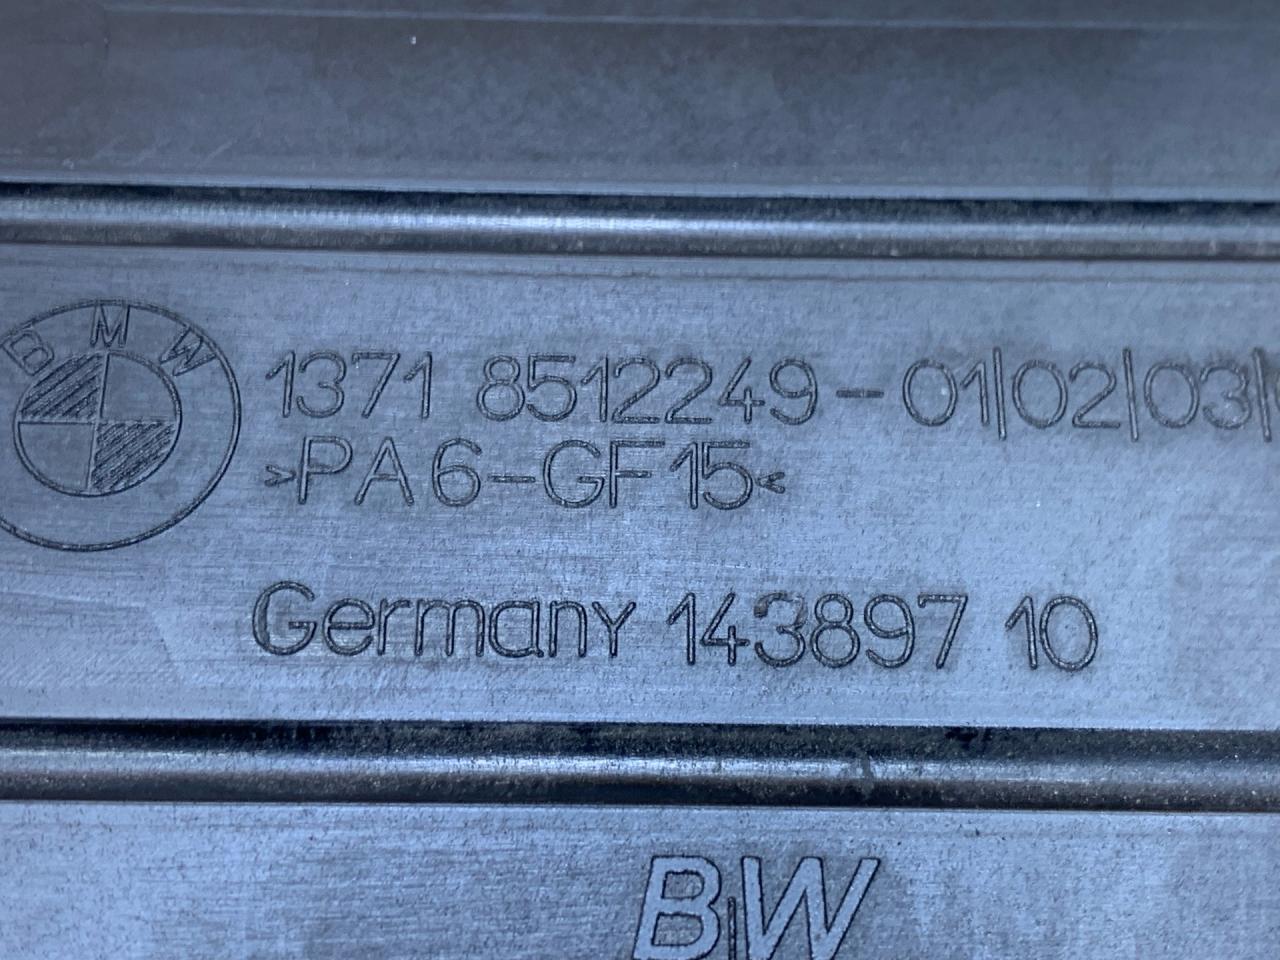 BMW
1371 8512249-01/02/03/
>PA6-GF15<
Germany 143897 10
BW